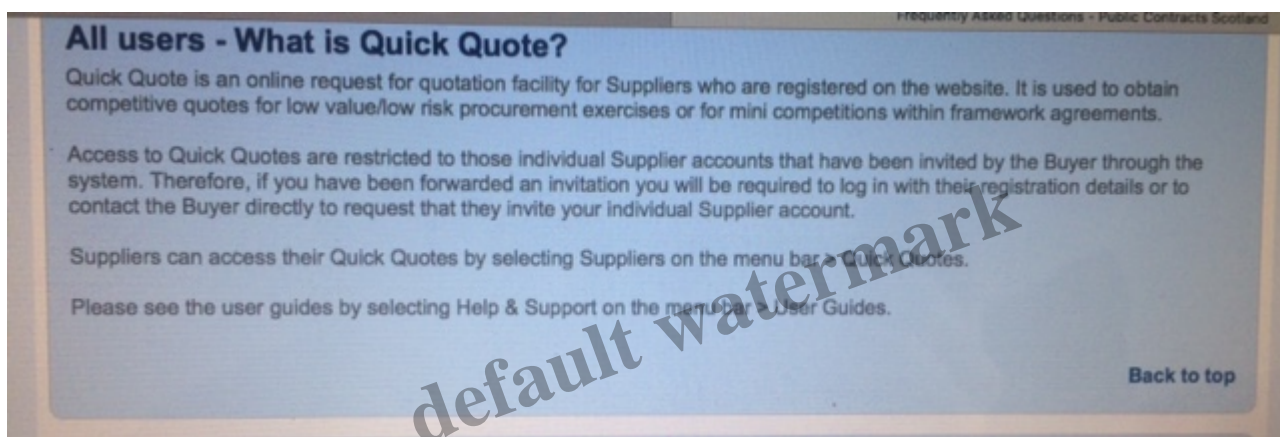 Frequently Asked Questions - Public Contracts Scotland
All users - What is Quick Quote?
Quick Quote is an online request for quotation facility for Suppliers who are registered on the website. It is used to obtain
competitive quotes for low value/low risk procurement exercises or for mini competitions within framework agreements.
Access to Quick Quotes are restricted to those individual Supplier accounts that have been invited by the Buyer through the
system. Therefore, if you have been forwarded an invitation you will be required to log in with their registration details or to
contact the Buyer directly to request that they invite your individual Supplier account.
Suppliers can access their Quick Quotes by selecting Suppliers on the menu bar > Quick Quotes.
Please see the user guides by selecting Help & Support on the menu bar > User Guides.
Back to top
default watermark